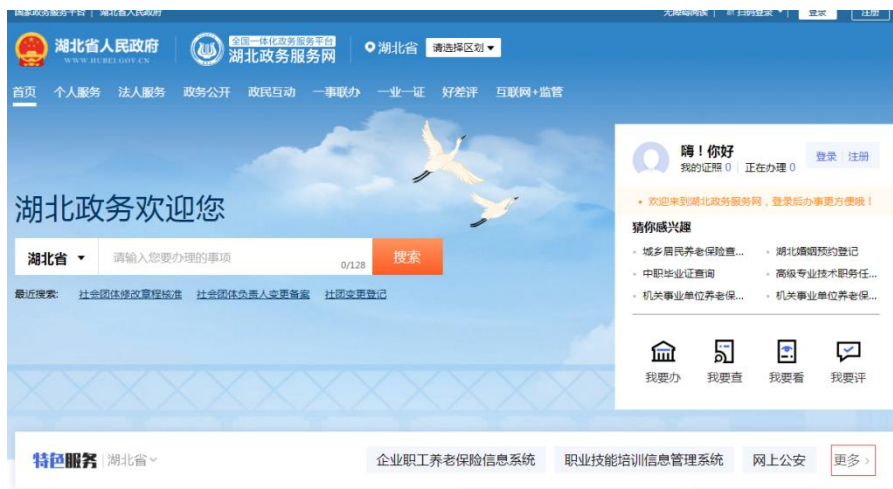 国家政务服务平台 | 湖北省人民政府
无障碍阅读 | 扫码登录 登录 注册
湖北省人民政府
WWW.HUBEI.GOV.CN
全国一体化政务服务平台
湖北政务服务网
湖北省 请选择区划
首页 个人服务 法人服务 政务公开 政民互动 一事联办 一业一证 好差评 互联网+监管
嗨！你好
我的证照 0 | 正在办理 0
登录 | 注册
欢迎来到湖北政务服务网，登录后办事更方便哦！
湖北政务欢迎您
湖北省 请输入您要办理的事项 0/128 搜索
最近搜索: 社会团体修改章程核准 社会团体负责人变更备案 社团变更登记
猜你感兴趣
城乡居民养老保险查... 湖北婚姻预约登记
中职毕业证查询 高级专业技术职务任...
机关事业单位养老保... 机关事业单位养老保...
我要办 我要查 我要看 我要评
特色服务 湖北省
企业职工养老保险信息系统 职业技能培训信息管理系统 网上公安 更多